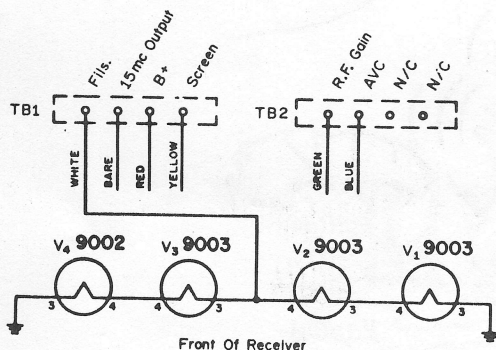 Fils. 15mc Output B+ Screen
R.F. Gain AVC N/C N/C
TB1
TB2
WHITE BARE RED YELLOW
GREEN BLUE
V4 9002 V3 9003 V2 9003 V1 9003
3 4 4 3 4 3 4 3
Front Of Receiver